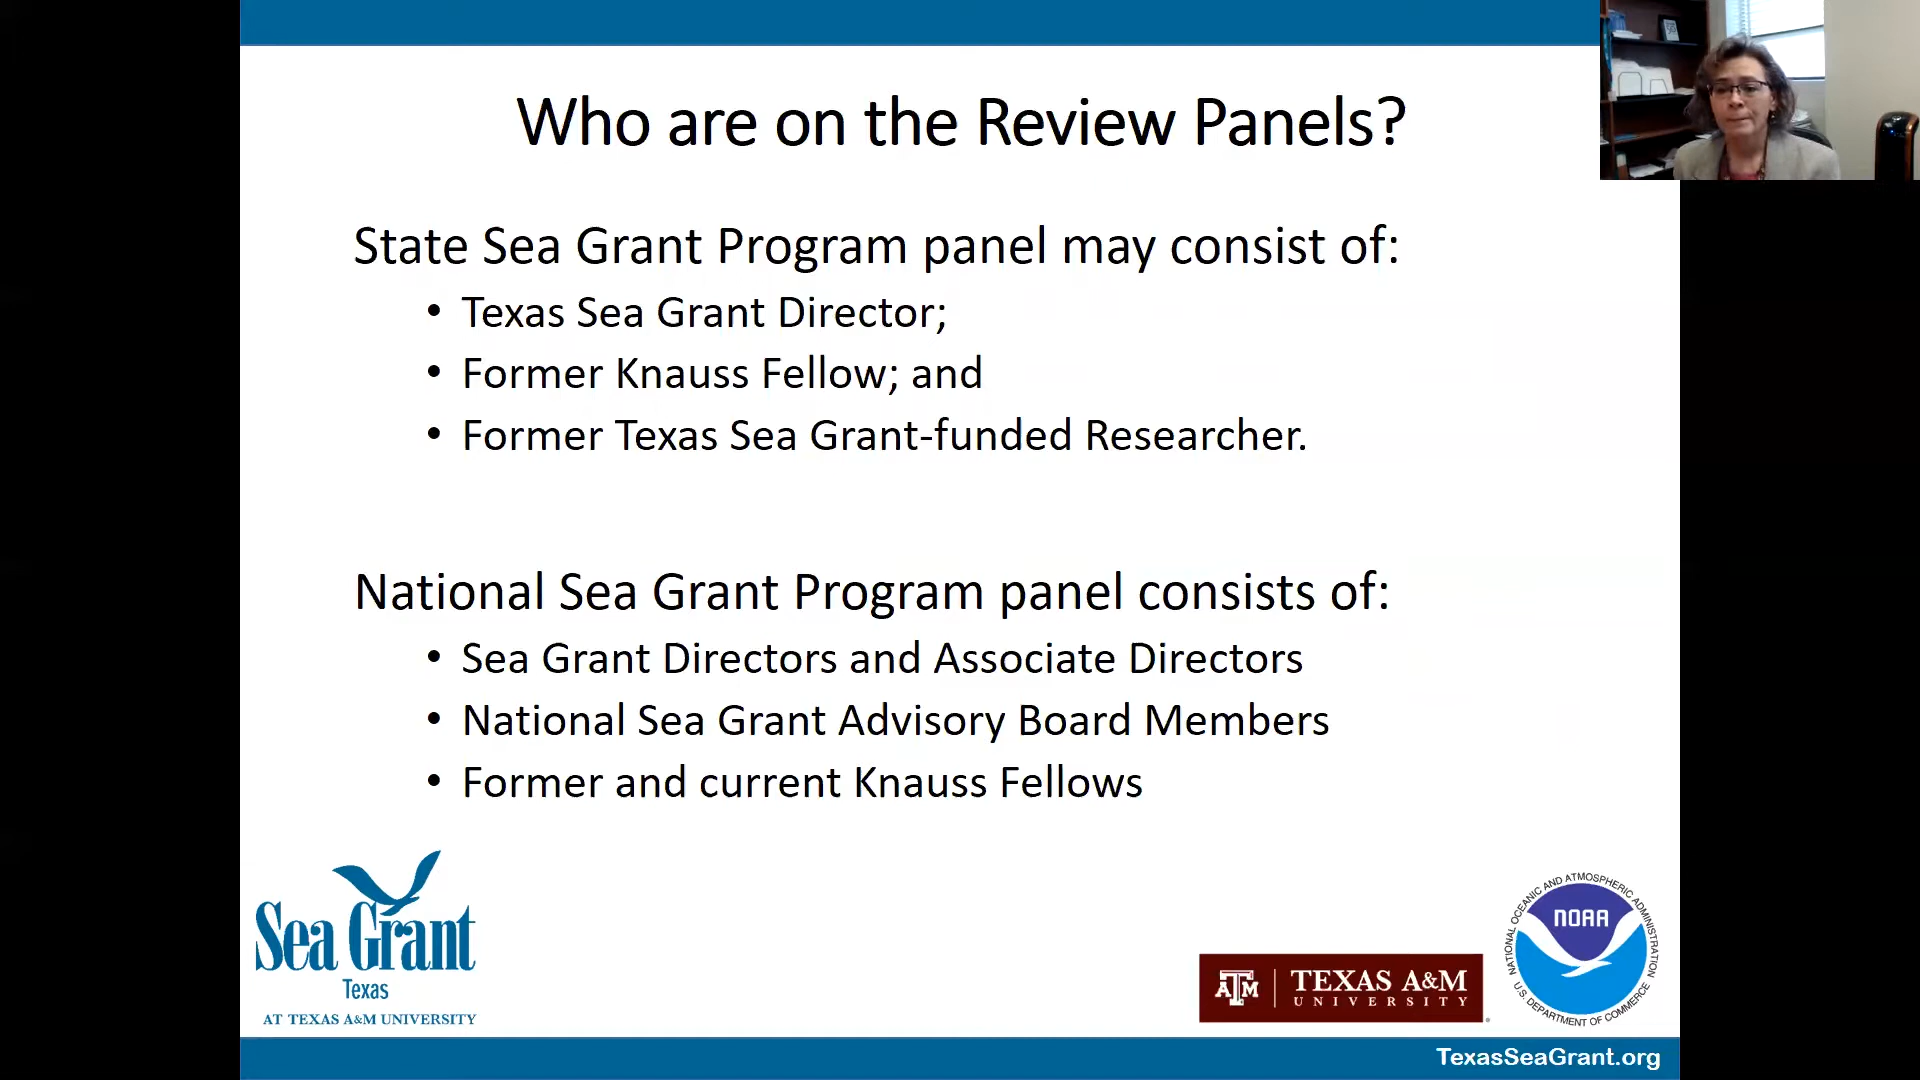 Who are on the Review Panels?
State Sea Grant Program panel may consist of:
• Texas Sea Grant Director;
• Former Knauss Fellow; and
• Former Texas Sea Grant-funded Researcher.
National Sea Grant Program panel consists of:
• Sea Grant Directors and Associate Directors
• National Sea Grant Advisory Board Members
• Former and current Knauss Fellows
Sea Grant
Texas
AT TEXAS A&M UNIVERSITY
ATM
TEXAS A&M
UNIVERSITY
NATIONAL OCEANIC AND ATMOSPHERIC ADMINISTRATION
NOAA
U.S. DEPARTMENT OF COMMERCE
TexasSeaGrant.org